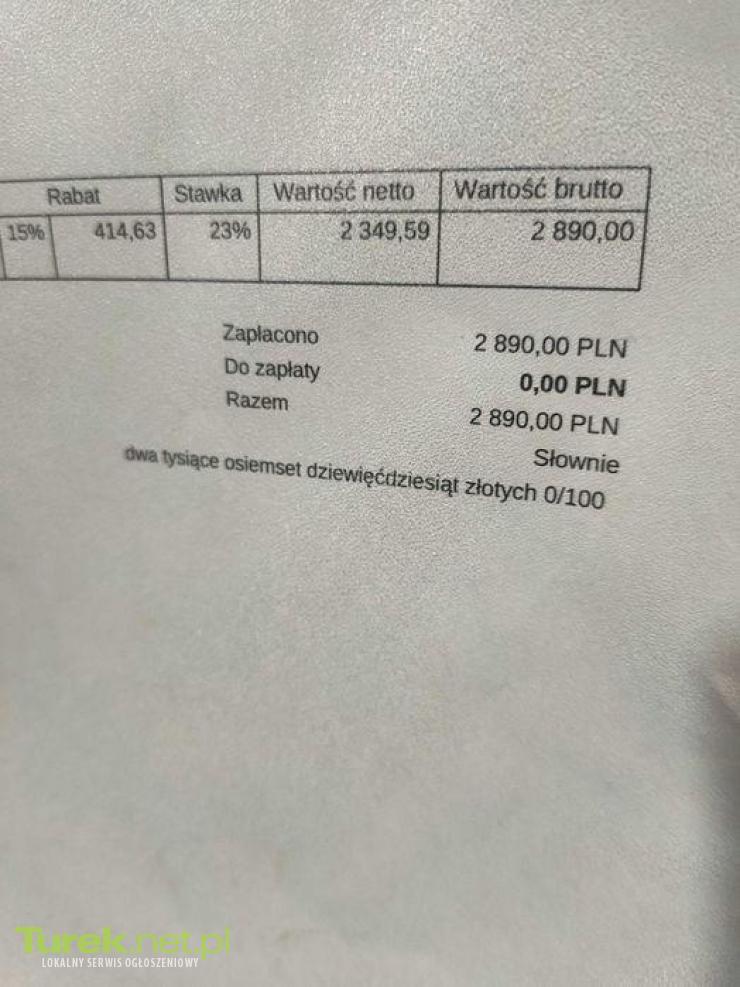 Rabat Stawka Wartość netto Wartość brutto
15% 414,63 23% 2 349,59 2 890,00
Zapłacono 2 890,00 PLN
Do zapłaty 0,00 PLN
Razem 2 890,00 PLN
Słownie
dwa tysiące osiemset dziewięćdziesiąt złotych 0/100
Turek.net.pl
LOKALNY SERWIS OGŁOSZENIOWY